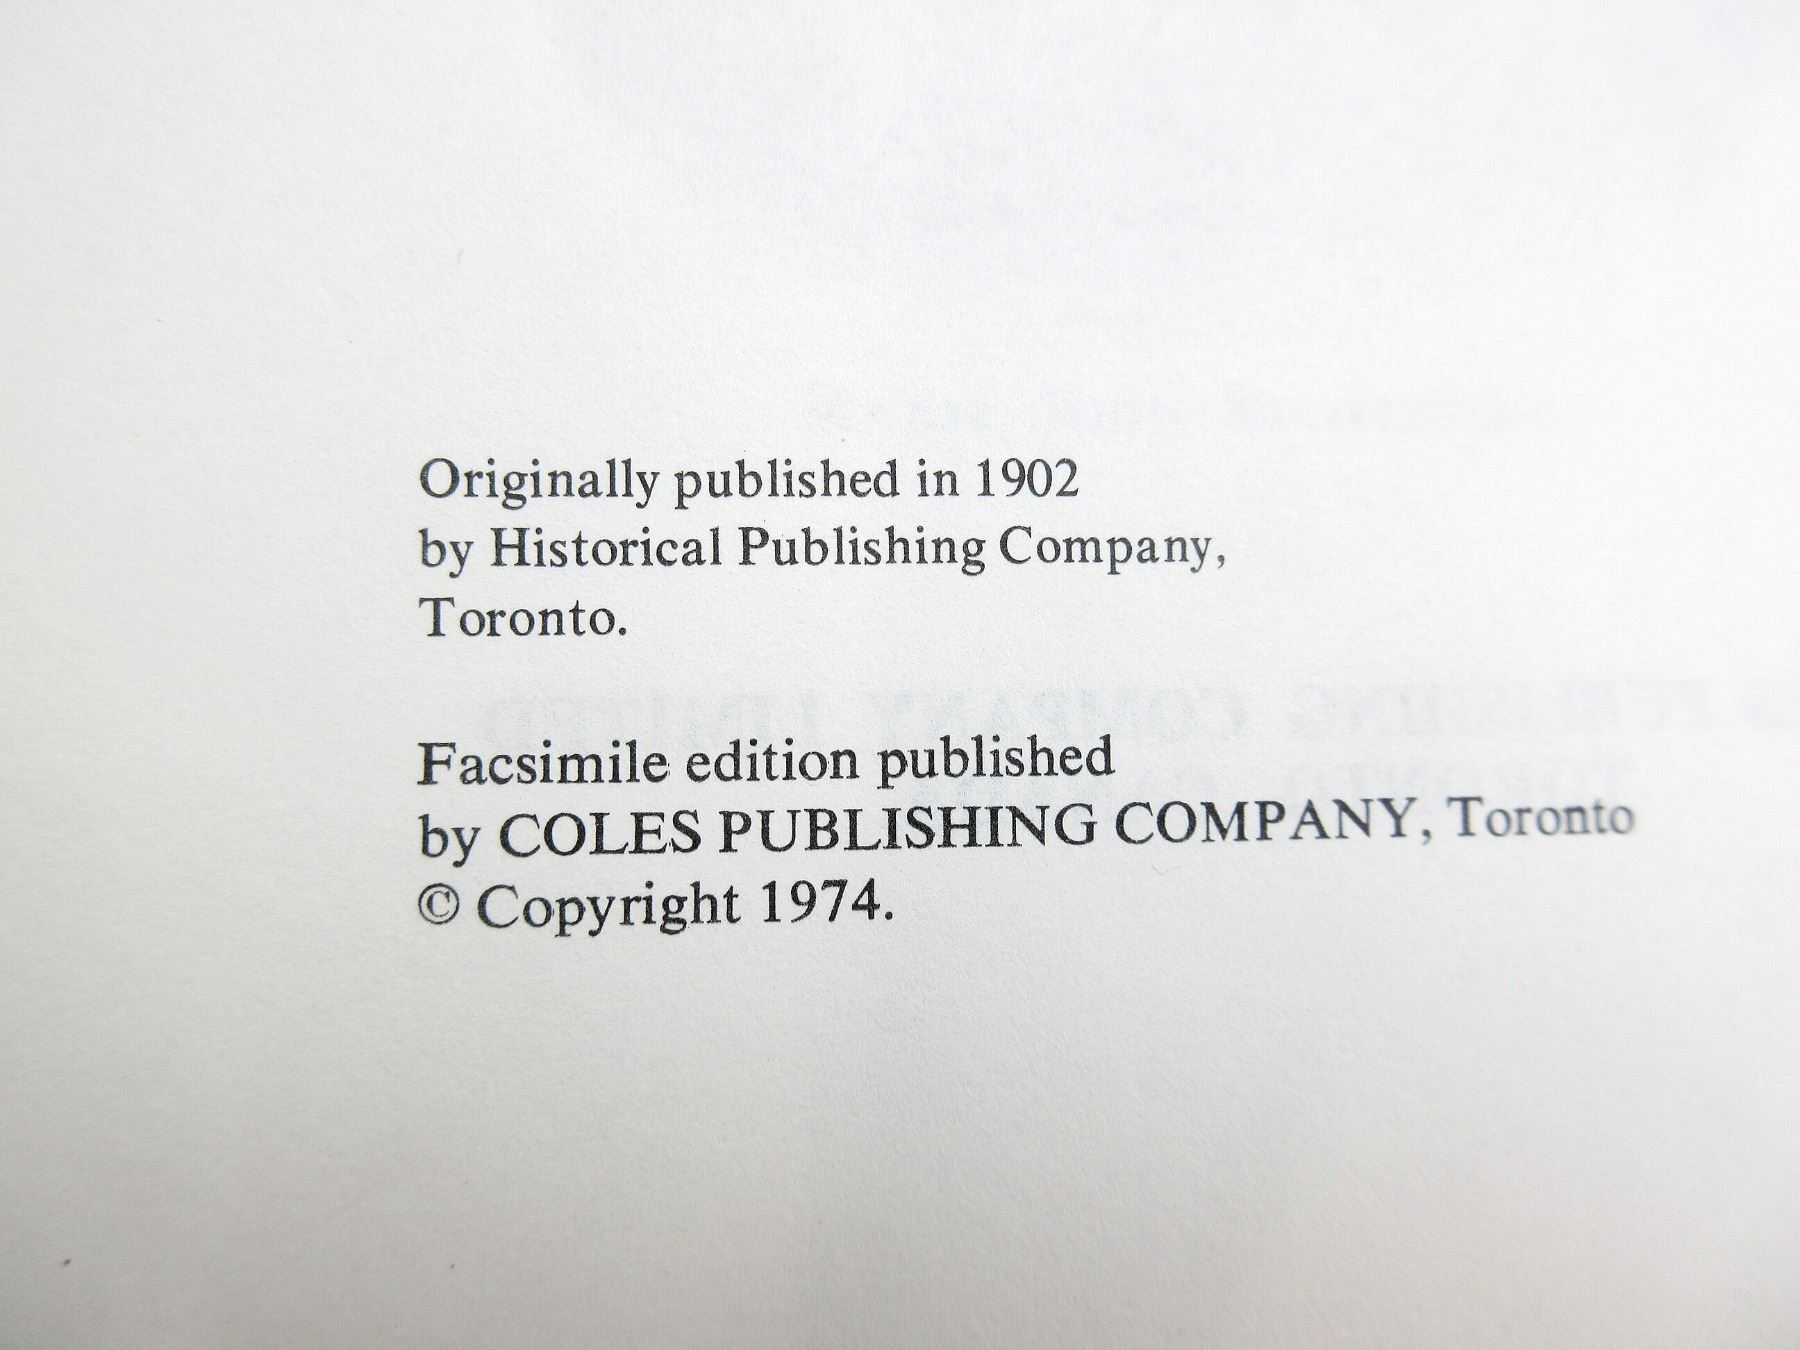 Originally published in 1902
by Historical Publishing Company,
Toronto.
Facsimile edition published
by COLES PUBLISHING COMPANY, Toronto
© Copyright 1974.